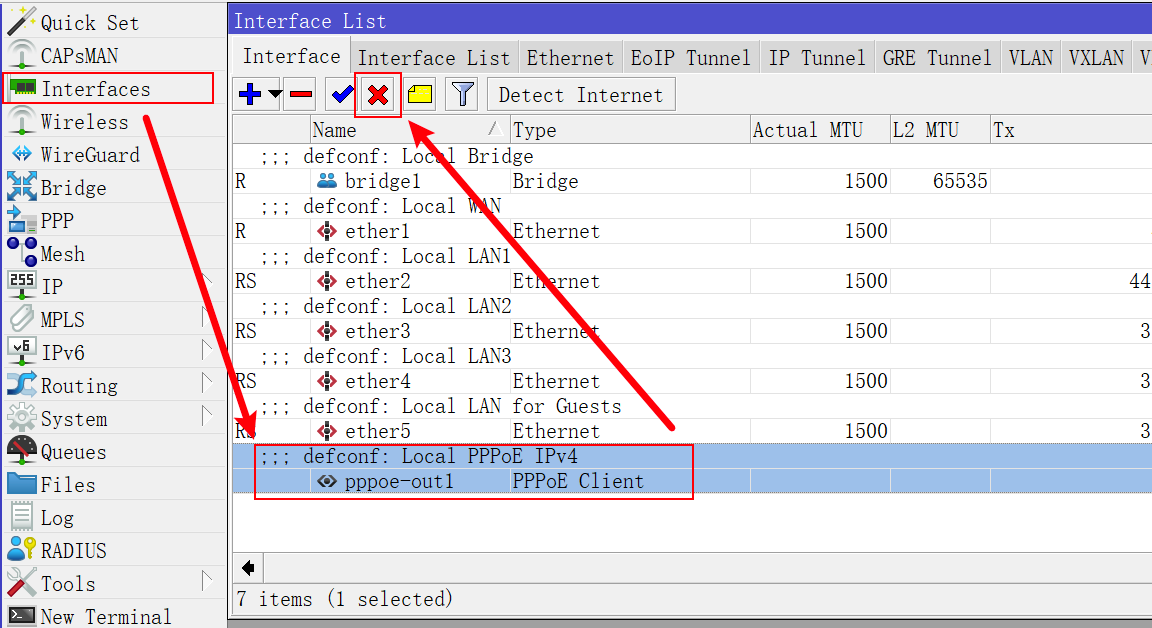 Quick Set
CAPsMAN
Interfaces
Wireless
WireGuard
Bridge
PPP
Mesh
255
IP
MPLS
v6
IPv6
Routing
System
Queues
Files
Log
RADIUS
Tools
New Terminal
Interface List
Interface Interface List Ethernet EoIP Tunnel IP Tunnel GRE Tunnel VLAN VXLAN
Detect Internet
Name Type Actual MTU L2 MTU Tx
;;; defconf: Local Bridge
R bridge1 Bridge 1500 65535
;;; defconf: Local WAN
R ether1 Ethernet 1500
;;; defconf: Local LAN1
RS ether2 Ethernet 1500 44
;;; defconf: Local LAN2
RS ether3 Ethernet 1500 3
;;; defconf: Local LAN3
RS ether4 Ethernet 1500 3
;;; defconf: Local LAN for Guests
RS ether5 Ethernet 1500 3
;;; defconf: Local PPPoE IPv4
pppoe-out1 PPPoE Client
7 items (1 selected)